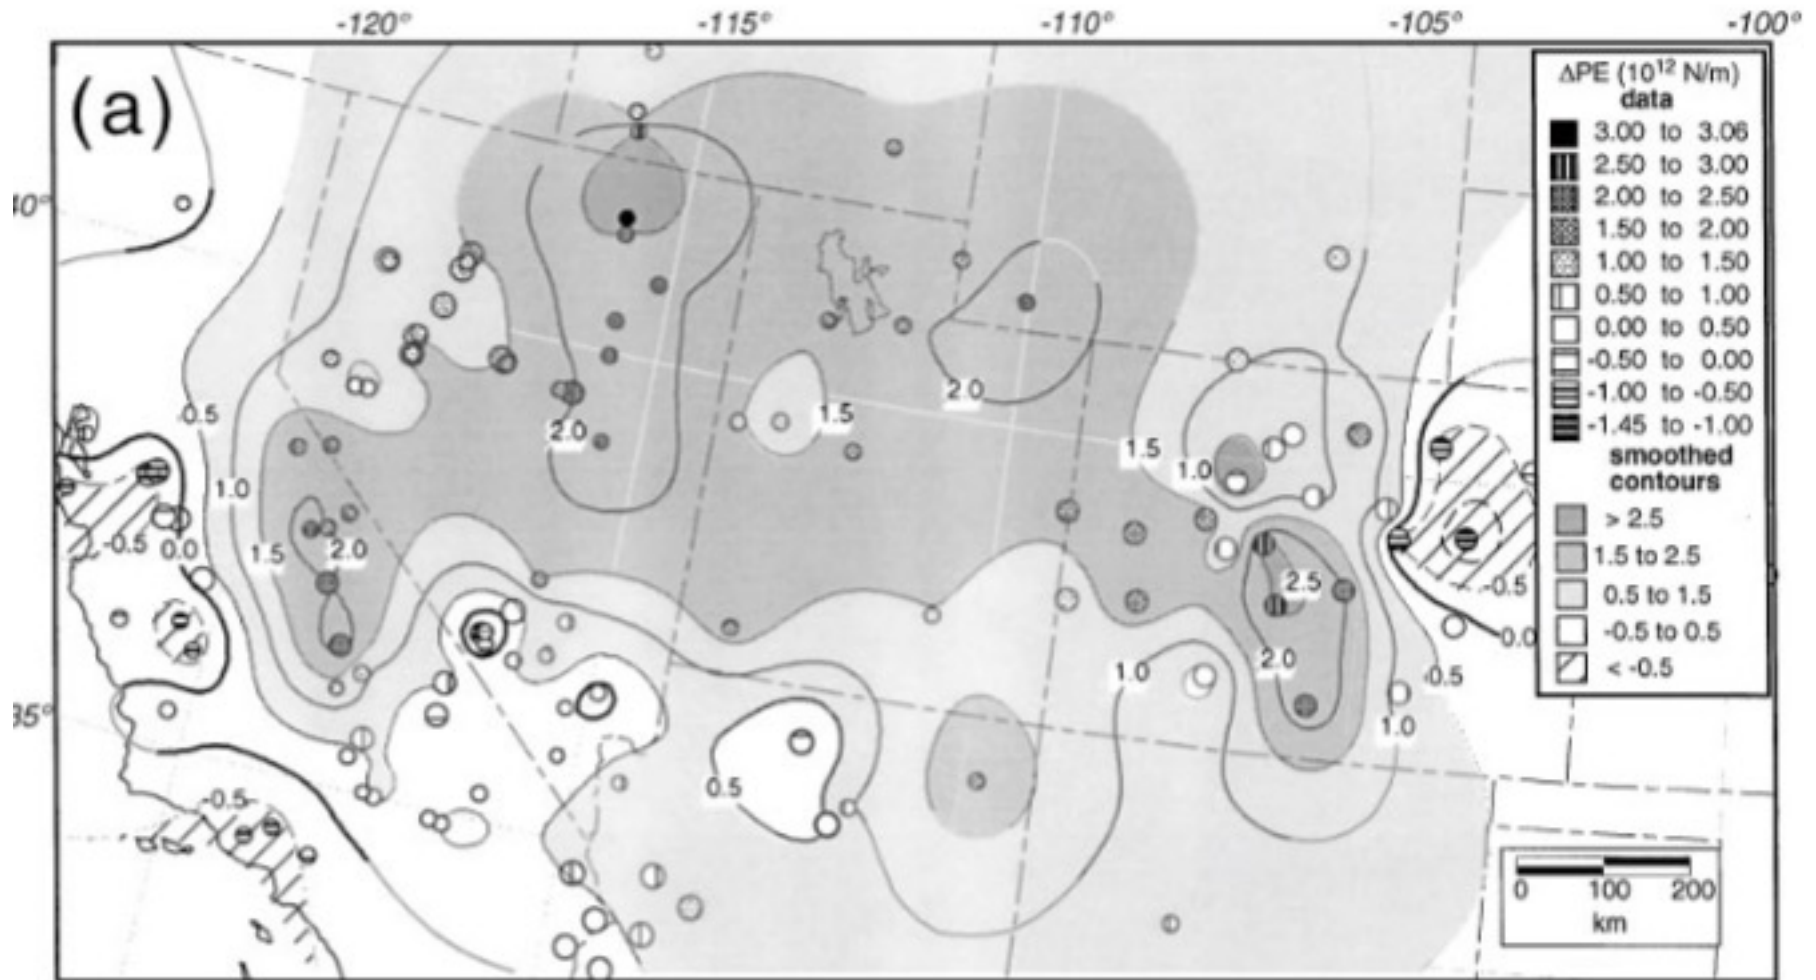 -120° -115° -110° -105° -100°
(a)
40°
35°
ΔPE (10¹² N/m)
data
3.00 to 3.06
2.50 to 3.00
2.00 to 2.50
1.50 to 2.00
1.00 to 1.50
0.50 to 1.00
0.00 to 0.50
-0.50 to 0.00
-1.00 to -0.50
-1.45 to -1.00
smoothed
contours
> 2.5
1.5 to 2.5
0.5 to 1.5
-0.5 to 0.5
< -0.5
2.0
0.5
1.5
2.0
1.5
1.0
1.0
-0.5
0.0
1.5
2.0
2.5
-0.5
0.0
2.0
1.0
0.5
1.0
0.5
-0.5
0 100 200
km